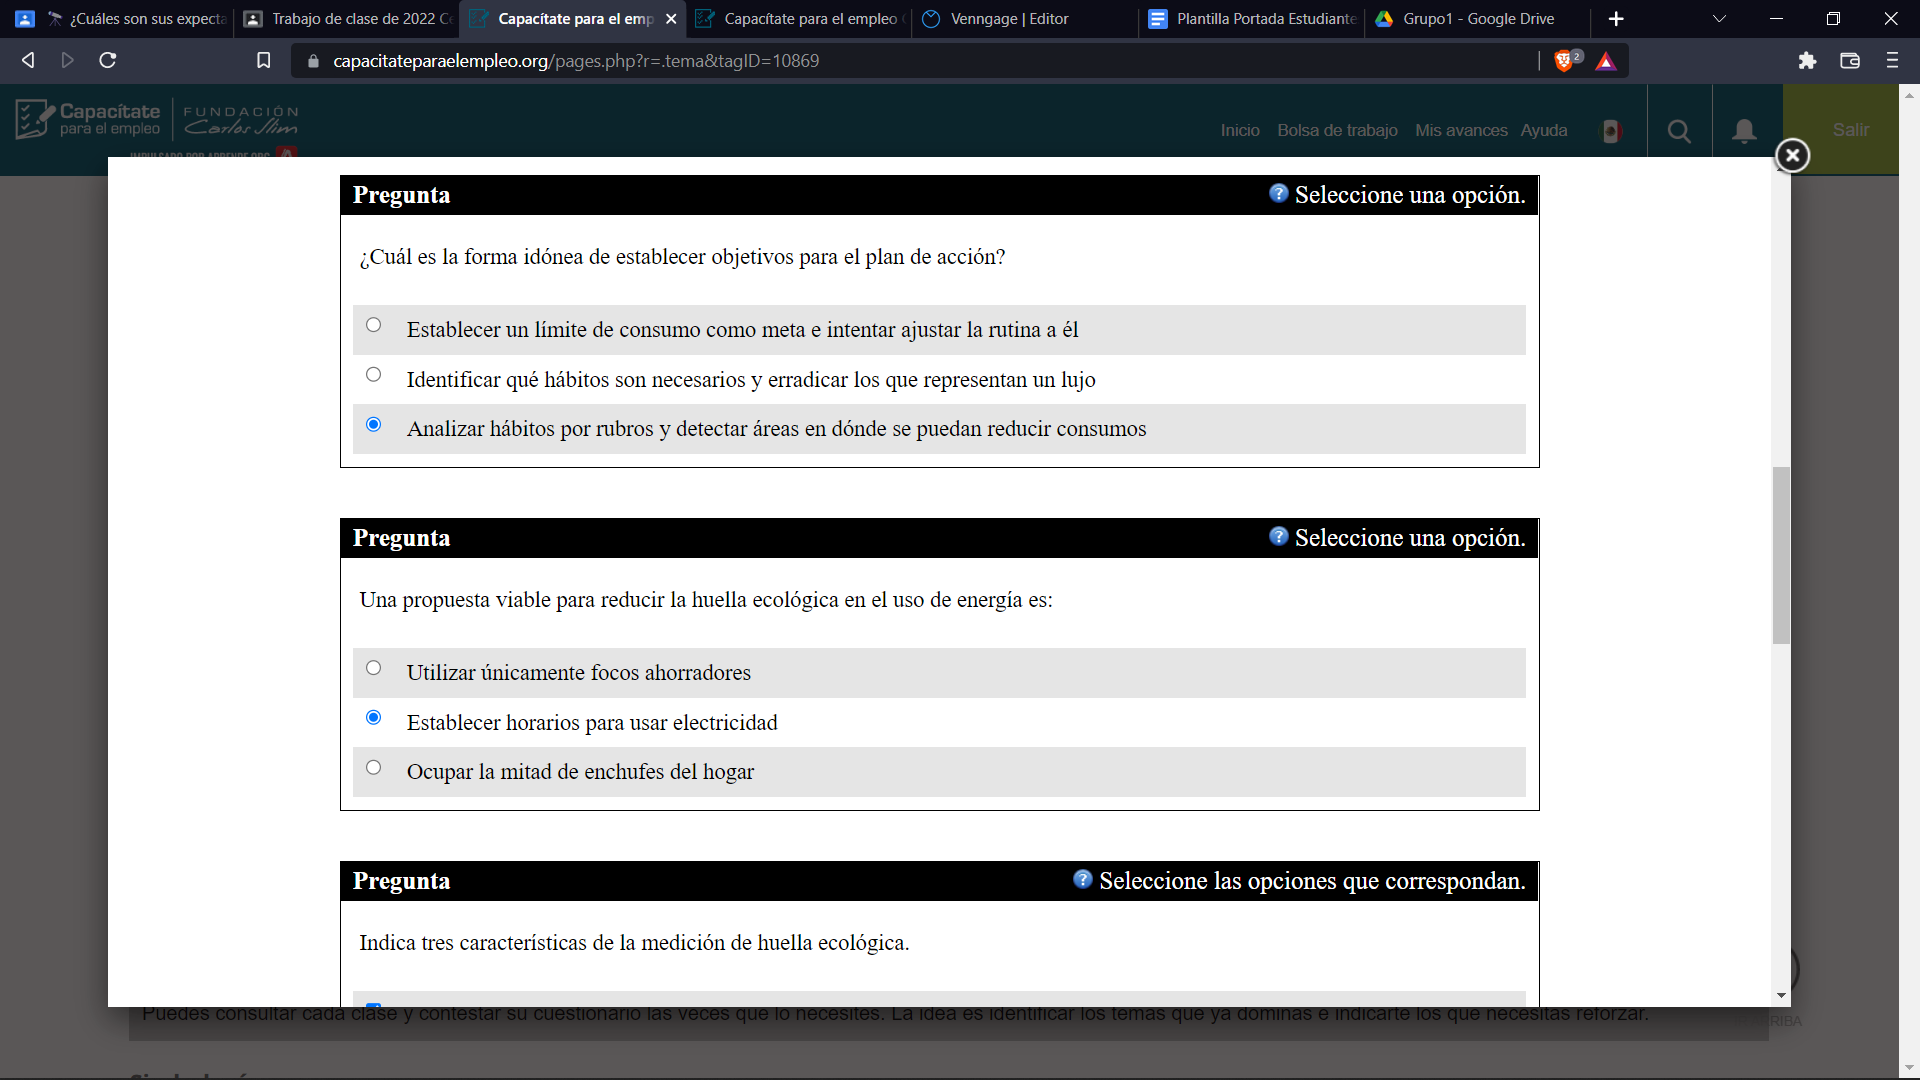 ¿Cuáles son sus expecta
Trabajo de clase de 2022 Ce
Capacítate para el emp
Capacítate para el empleo
Venngage | Editor
Plantilla Portada Estudiante
Grupo1 - Google Drive
capacitateparaelempleo.org/pages.php?r=.tema&tagID=10869
2
Capacítate
para el empleo
FUNDACIÓN
Carlos Slim
IMPULSADO POR APRENDE.ORG
Inicio
Bolsa de trabajo
Mis avances
Ayuda
Salir
Pregunta
Seleccione una opción.
¿Cuál es la forma idónea de establecer objetivos para el plan de acción?
Establecer un límite de consumo como meta e intentar ajustar la rutina a él
Identificar qué hábitos son necesarios y erradicar los que representan un lujo
Analizar hábitos por rubros y detectar áreas en dónde se puedan reducir consumos
Pregunta
Seleccione una opción.
Una propuesta viable para reducir la huella ecológica en el uso de energía es:
Utilizar únicamente focos ahorradores
Establecer horarios para usar electricidad
Ocupar la mitad de enchufes del hogar
Pregunta
Seleccione las opciones que correspondan.
Indica tres características de la medición de huella ecológica.
Puedes consultar cada clase y contestar su cuestionario las veces que lo necesites. La idea es identificar los temas que ya dominas e indicarte los que necesitas reforzar.
RIBA